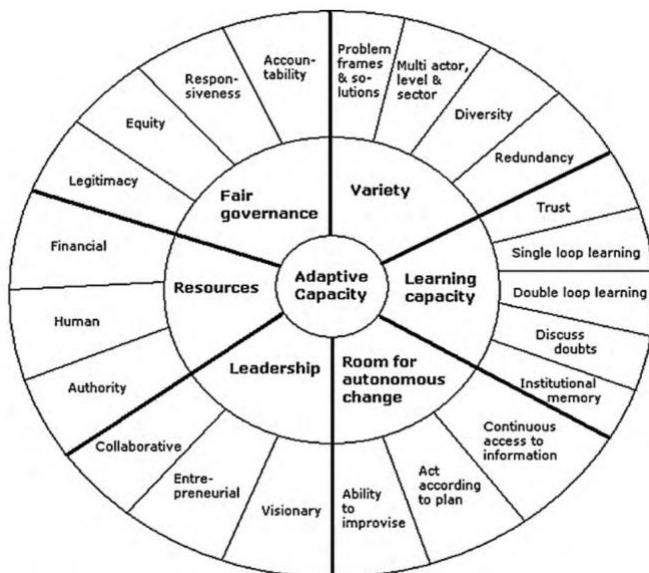 Problem
frames
& so-
lutions
Multi actor,
level &
sector
Diversity
Redundancy
Trust
Single loop learning
Double loop learning
Discuss
doubts
Institutional
memory
Continuous
access to
information
Act
according
to plan
Ability
to
improvise
Visionary
Entre-
preneurial
Collaborative
Authority
Human
Financial
Legitimacy
Equity
Respon-
siveness
Accoun-
tability
Fair
governance
Variety
Learning
capacity
Room for
autonomous
change
Leadership
Resources
Adaptive
Capacity